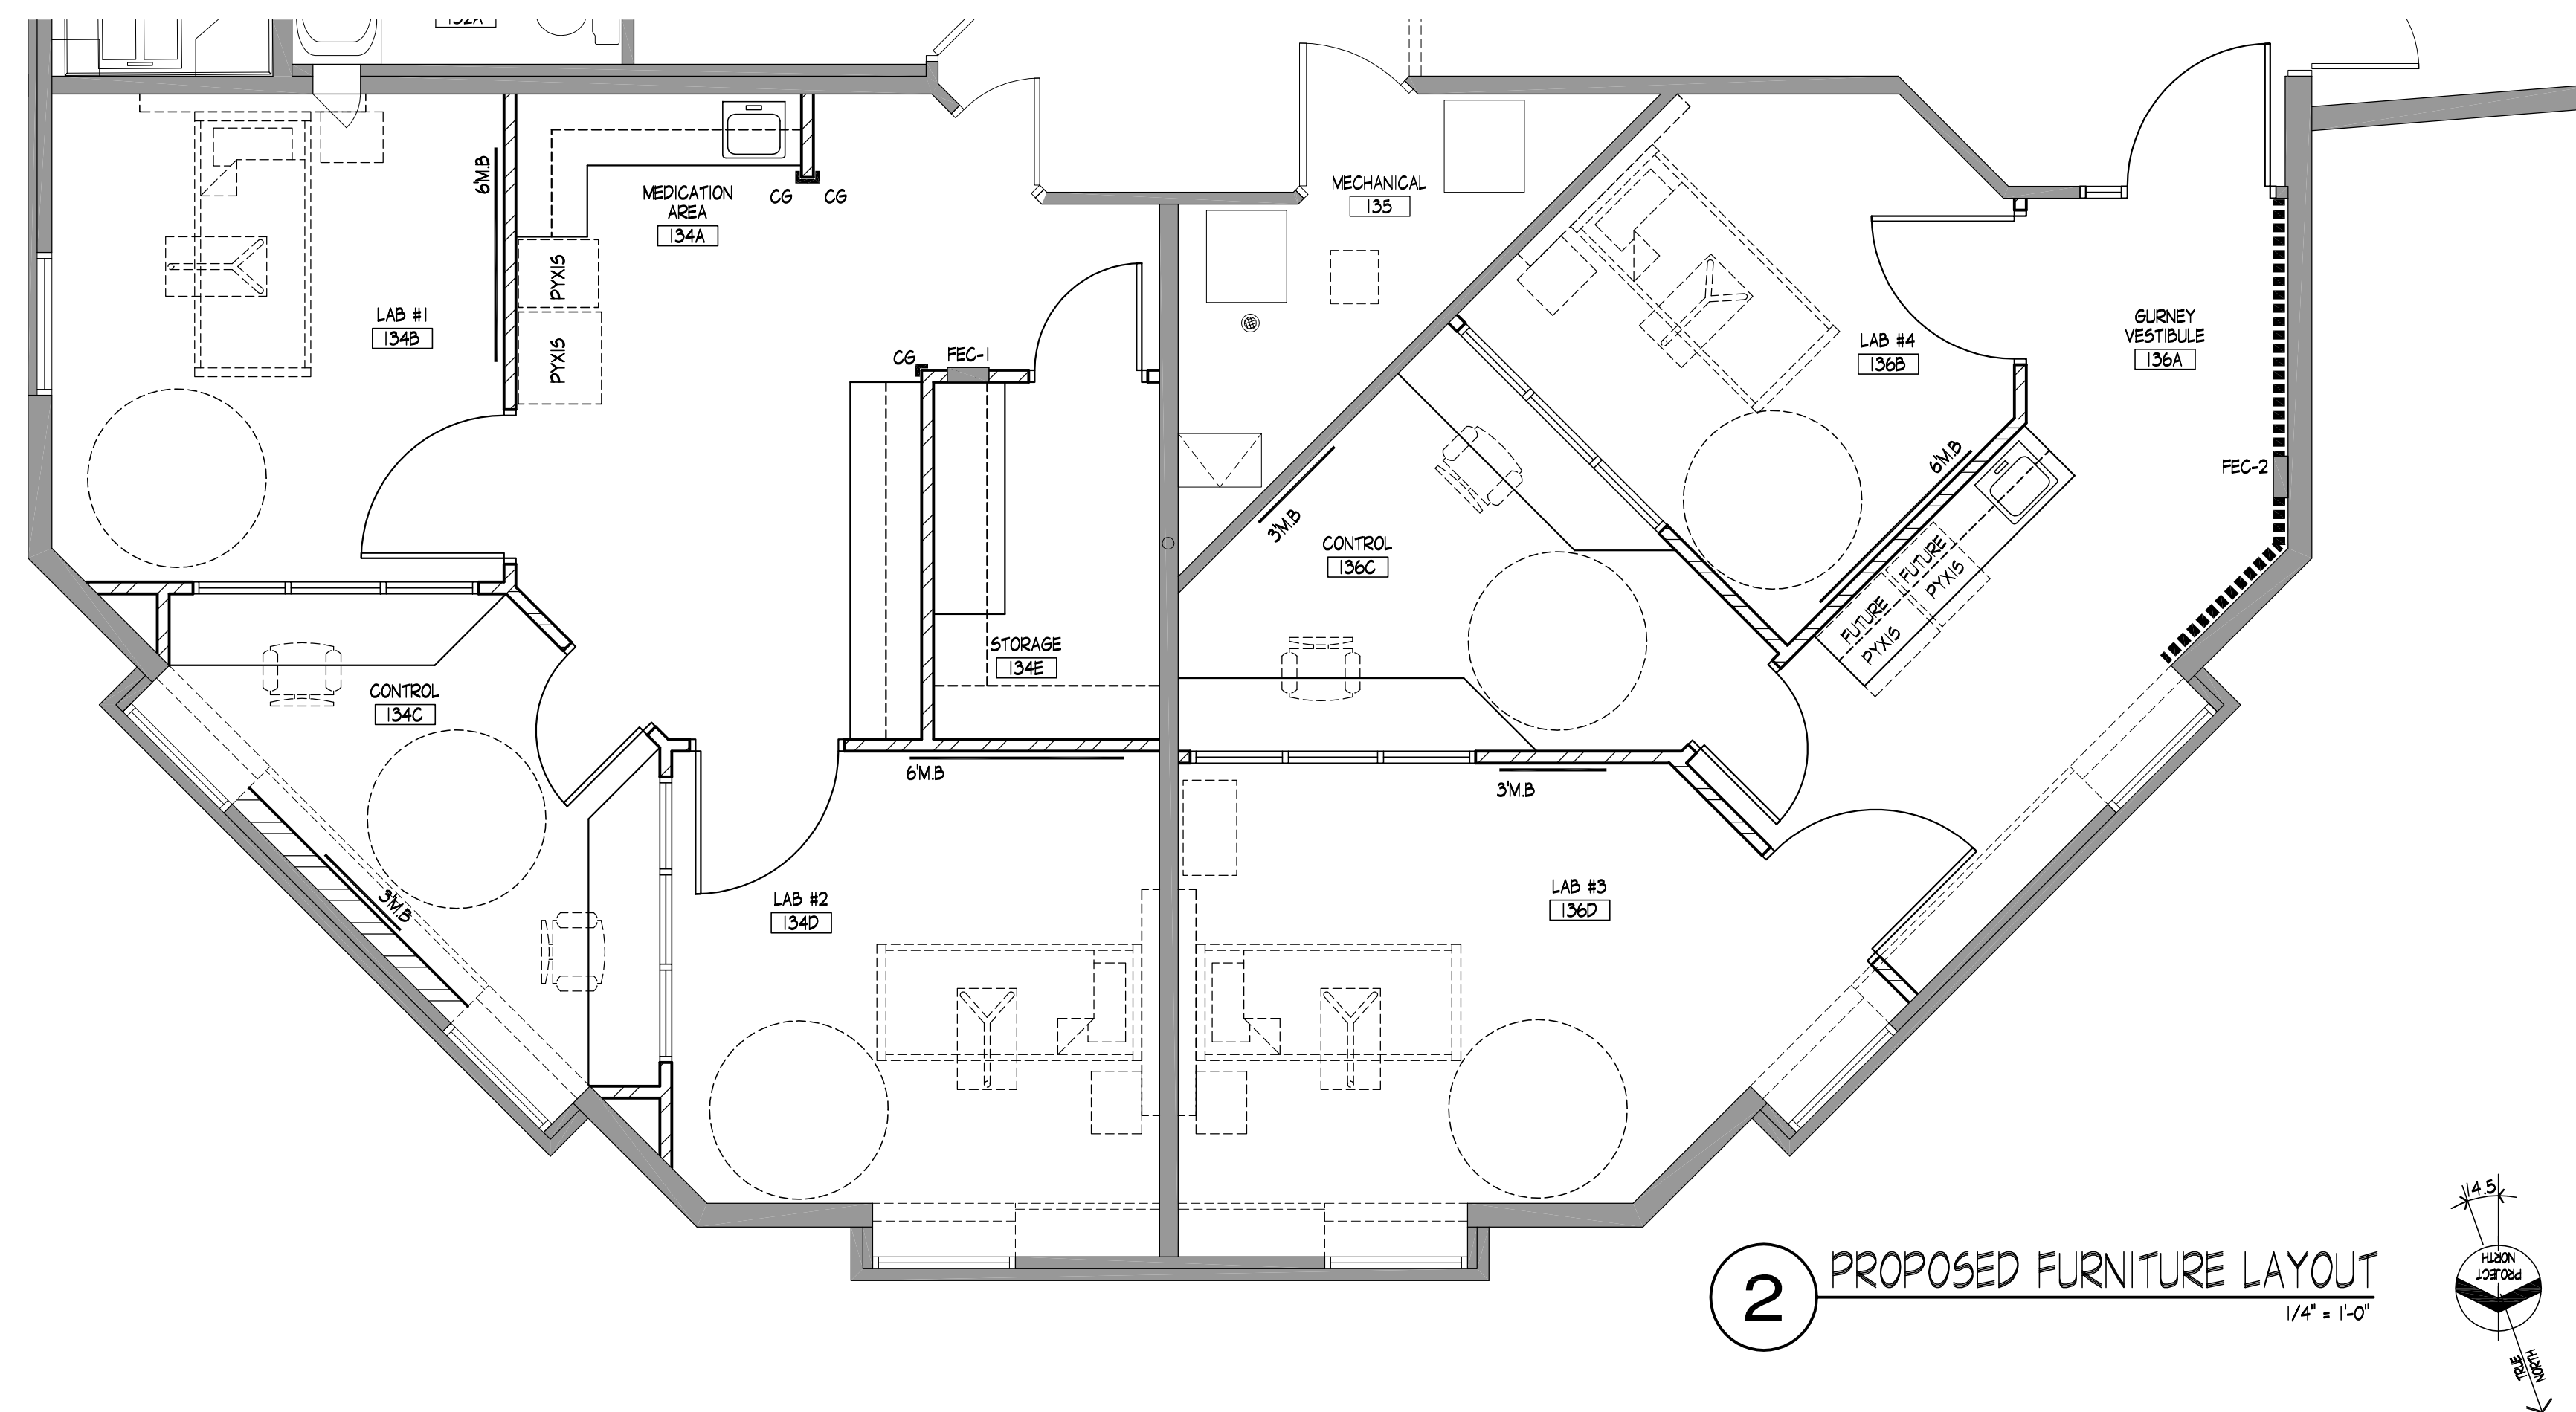 132A
6'M.B
MEDICATION
AREA
134A
CG
CG
MECHANICAL
135
PYXIS
PYXIS
LAB #1
134B
CG
FEC-1
LAB #4
136B
GURNEY
VESTIBULE
136A
6'M.B
FEC-2
3'M.B
CONTROL
136C
FUTURE
PYXIS
FUTURE
PYXIS
STORAGE
134E
CONTROL
134C
6'M.B
3'M.B
3'M.B
LAB #2
134D
LAB #3
136D
2
PROPOSED FURNITURE LAYOUT
1/4" = 1'-0"
14.5
PROJECT
NORTH
TRUE
NORTH